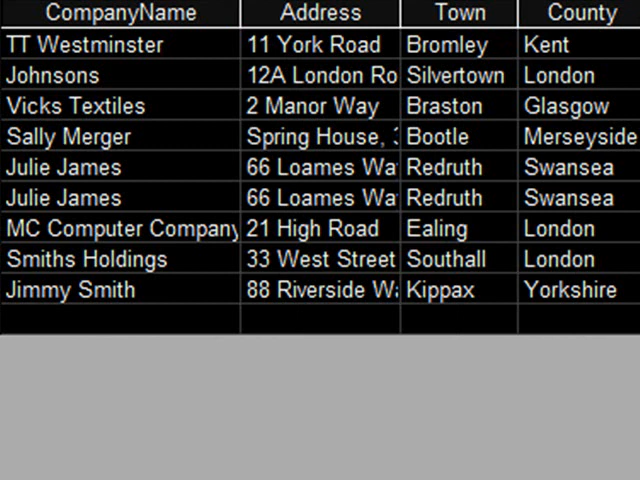 CompanyName Address Town County
TT Westminster 11 York Road Bromley Kent
Johnsons 12A London Ro Silvertown London
Vicks Textiles 2 Manor Way Braston Glasgow
Sally Merger Spring House, Bootle Merseyside
Julie James 66 Loames Wa Redruth Swansea
Julie James 66 Loames Wa Redruth Swansea
MC Computer Company 21 High Road Ealing London
Smiths Holdings 33 West Street Southall London
Jimmy Smith 88 Riverside Kippax Yorkshire